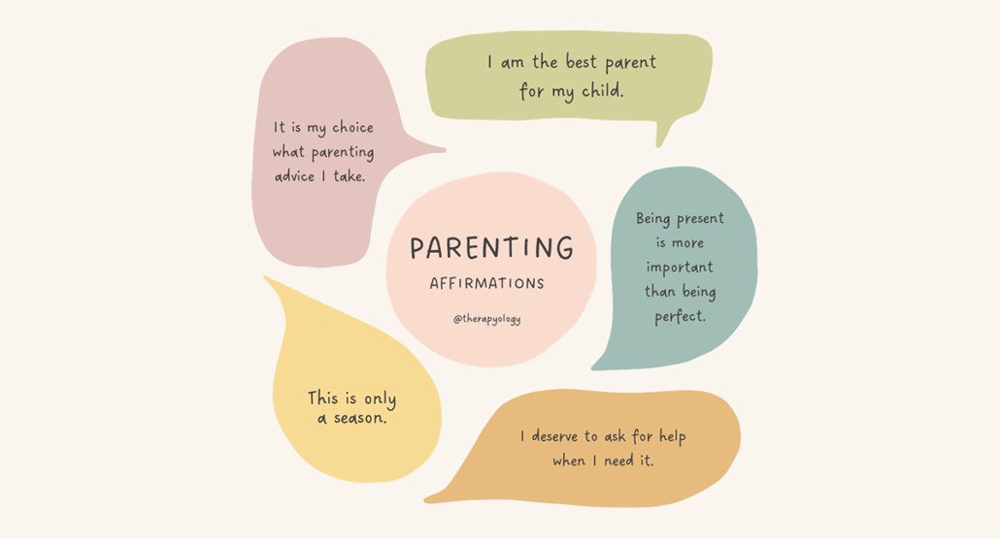 I am the best parent
for my child.
It is my choice
what parenting
advice I take.
PARENTING
AFFIRMATIONS
@therapyology
Being present
is more
important
than being
perfect.
This is only
a season.
I deserve to ask for help
when I need it.